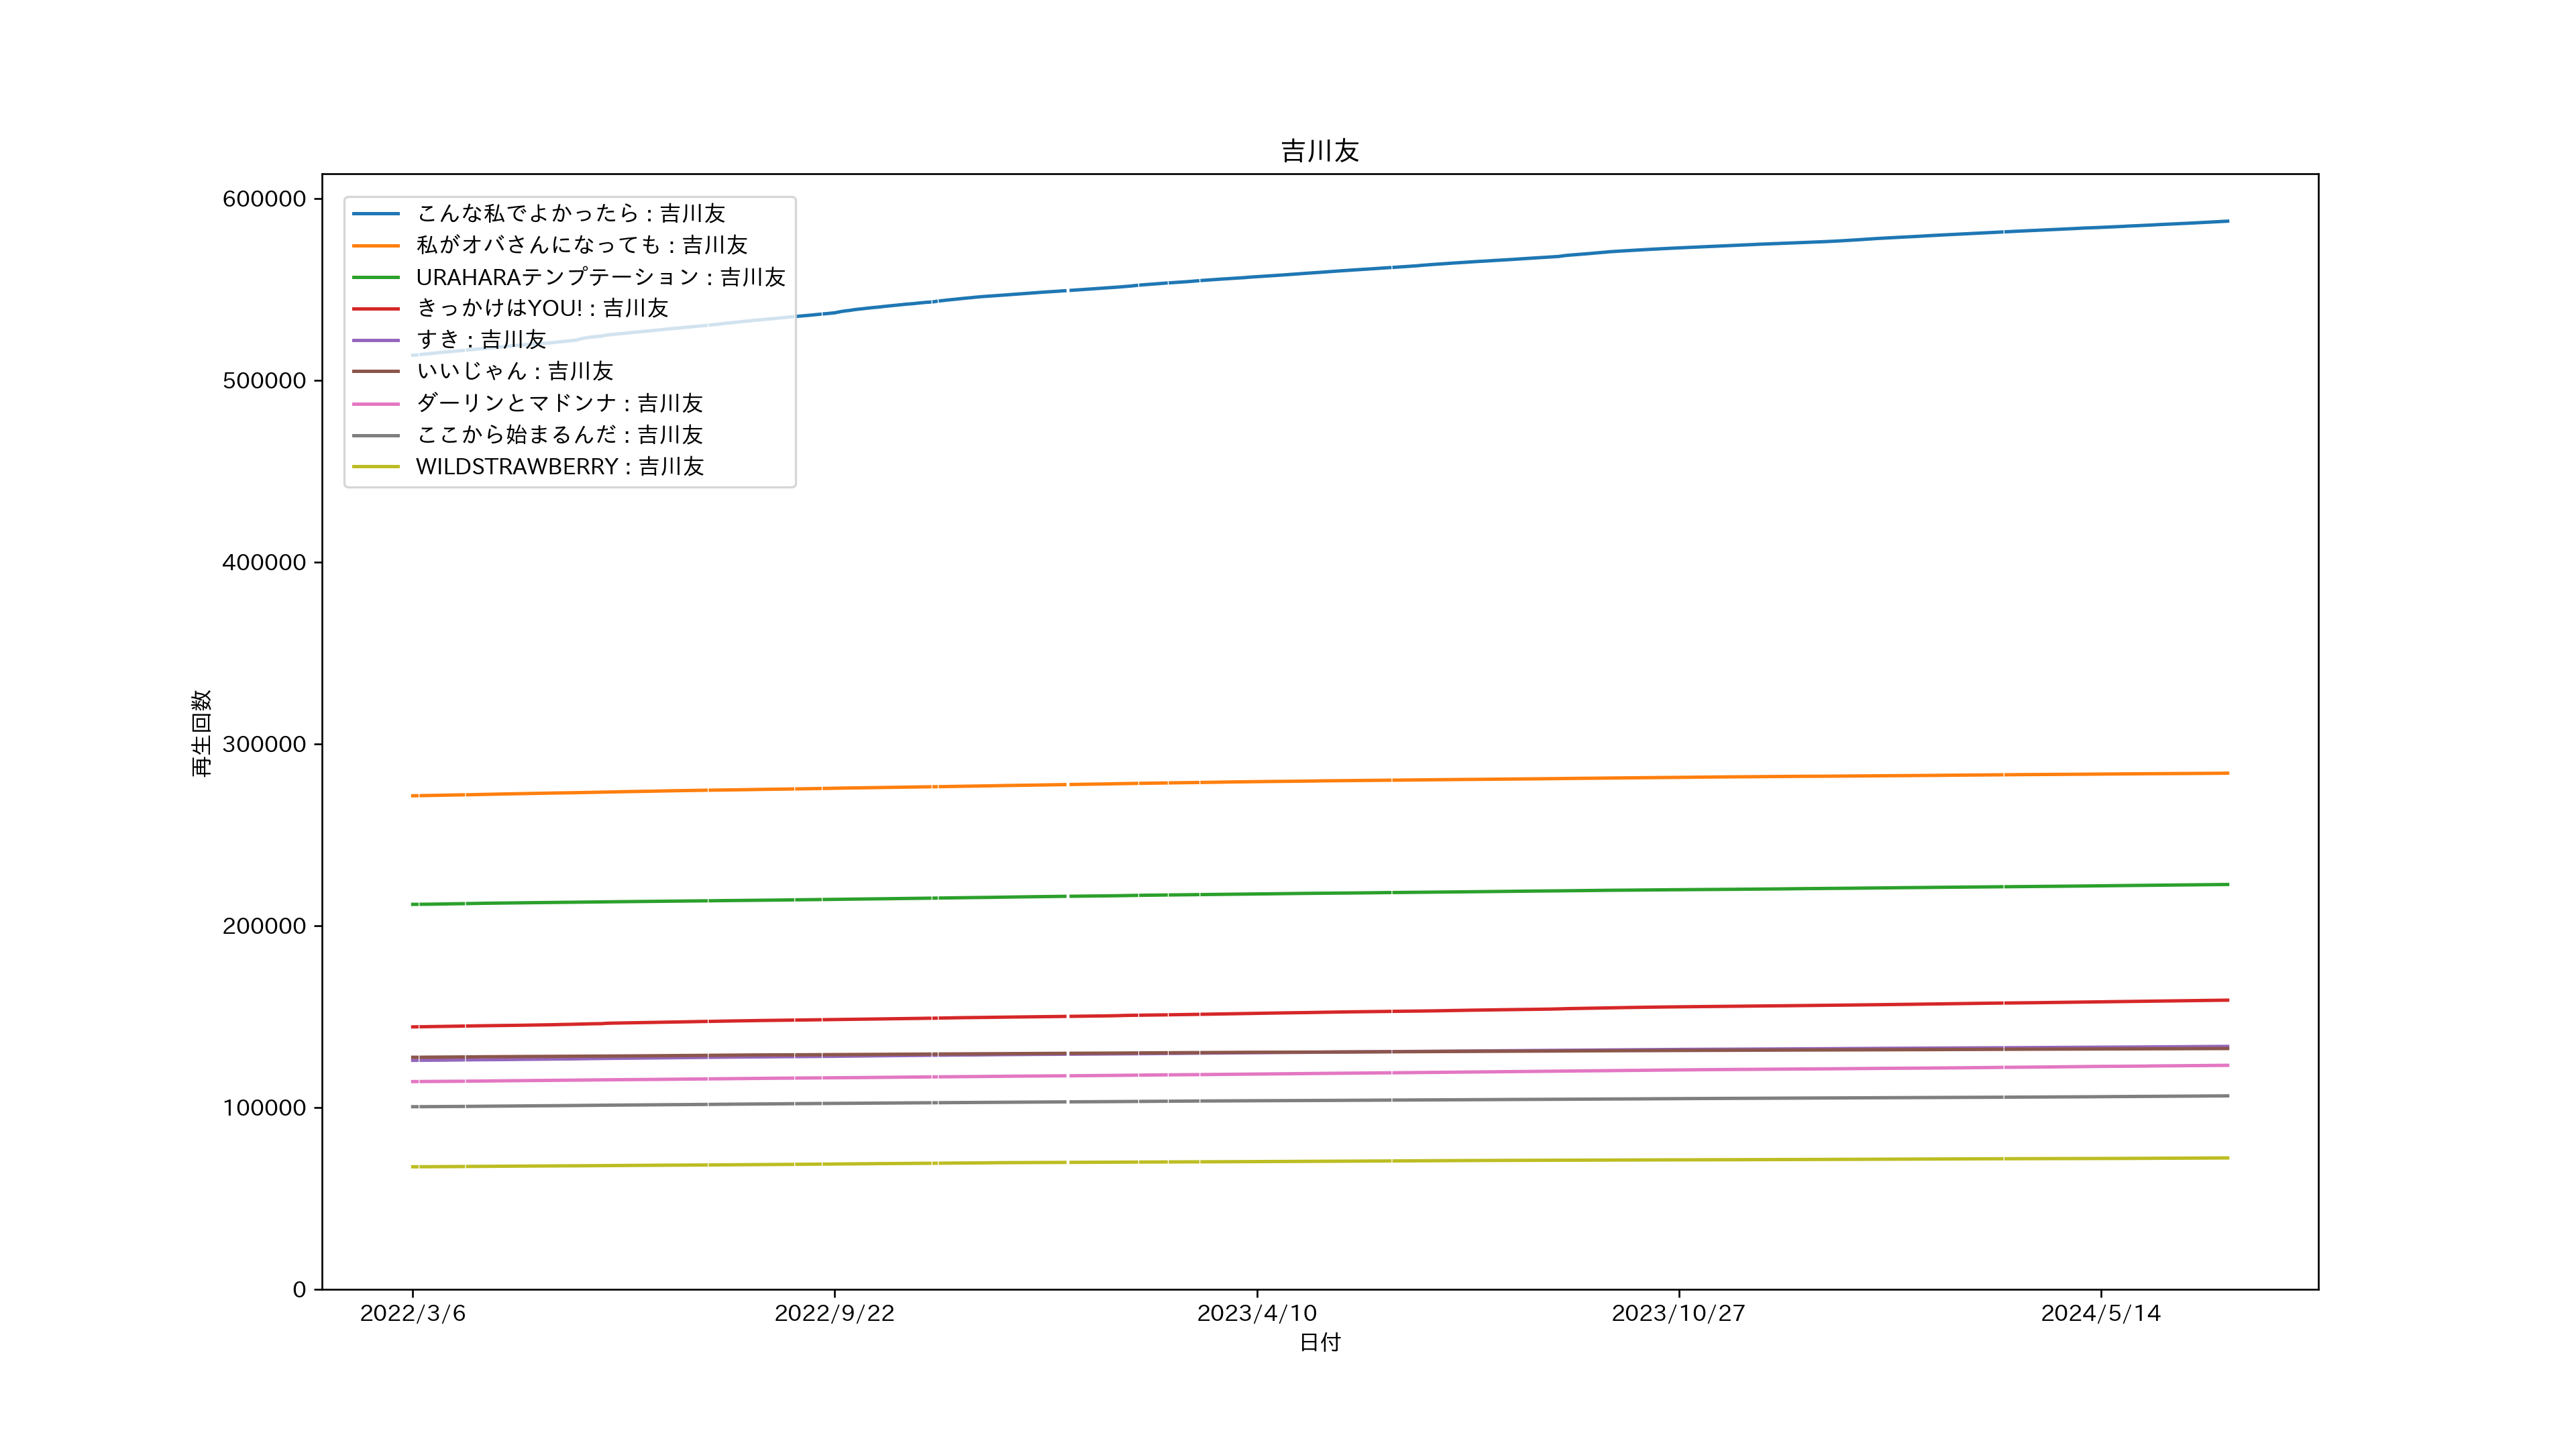 吉川友
600000
500000
400000
300000
200000
100000
0
再生回数
こんな私でよかったら : 吉川友
私がオバさんになっても : 吉川友
URAHARAテンプテーション : 吉川友
きっかけはYOU! : 吉川友
すき : 吉川友
いいじゃん : 吉川友
ダーリンとマドンナ : 吉川友
ここから始まるんだ : 吉川友
WILDSTRAWBERRY : 吉川友
2022/3/6
2022/9/22
2023/4/10
2023/10/27
2024/5/14
日付